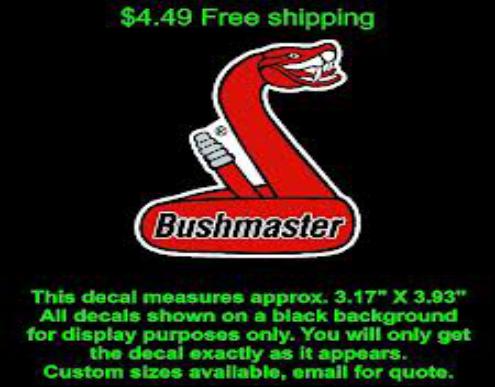 $4.49 Free shipping
®
Bushmaster
This decal measures approx. 3.17" X 3.93"
All decals shown on a black background
for display purposes only. You will only get
the decal exactly as it appears.
Custom sizes available, email for quote.